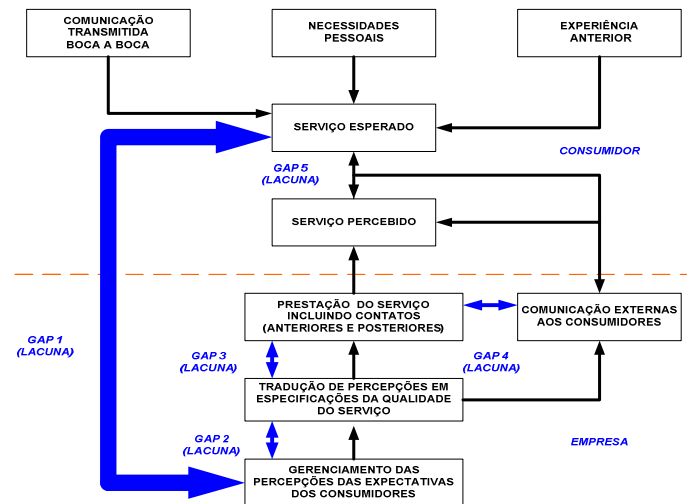 COMUNICAÇÃO
TRANSMITIDA
BOCA A BOCA
NECESSIDADES
PESSOAIS
EXPERIÊNCIA
ANTERIOR
SERVIÇO ESPERADO
CONSUMIDOR
GAP 5
(LACUNA)
SERVIÇO PERCEBIDO
PRESTAÇÃO DO SERVIÇO
INCLUINDO CONTATOS
(ANTERIORES E POSTERIORES)
COMUNICAÇÃO EXTERNAS
AOS CONSUMIDORES
GAP 1
(LACUNA)
GAP 3
(LACUNA)
GAP 4
(LACUNA)
TRADUÇÃO DE PERCEPÇÕES EM
ESPECIFICAÇÕES DA QUALIDADE
DO SERVIÇO
GAP 2
(LACUNA)
EMPRESA
GERENCIAMENTO DAS
PERCEPÇÕES DAS EXPECTATIVAS
DOS CONSUMIDORES